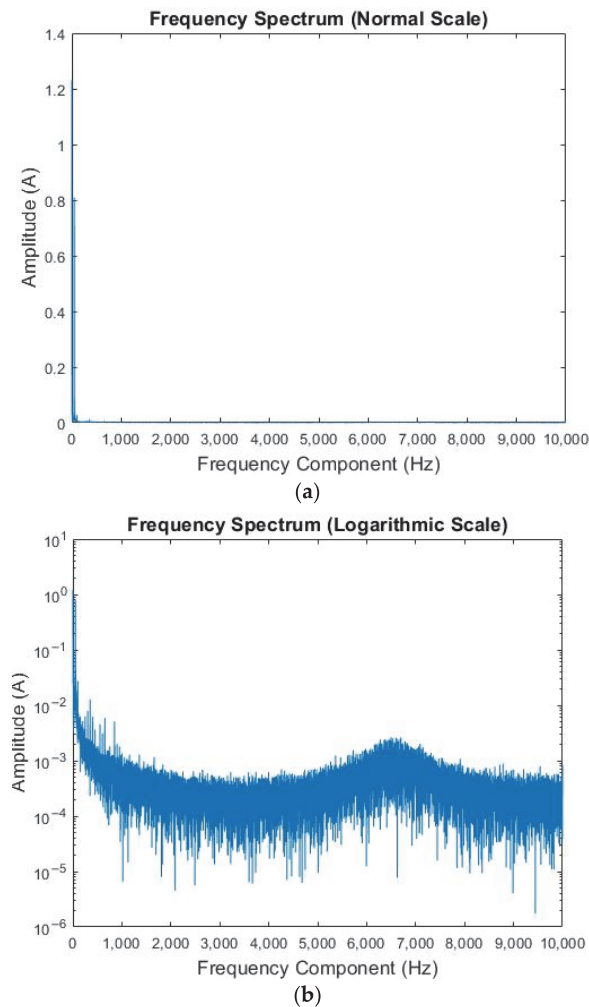 Frequency Spectrum (Normal Scale)
1.4
1.2
1
0.8
0.6
0.4
0.2
0
Amplitude (A)
0 1,000 2,000 3,000 4,000 5,000 6,000 7,000 8,000 9,000 10,000
Frequency Component (Hz)
(a)
Frequency Spectrum (Logarithmic Scale)
10¹
10⁰
10⁻¹
10⁻²
10⁻³
10⁻⁴
10⁻⁵
10⁻⁶
Amplitude (A)
0 1,000 2,000 3,000 4,000 5,000 6,000 7,000 8,000 9,000 10,000
Frequency Component (Hz)
(b)